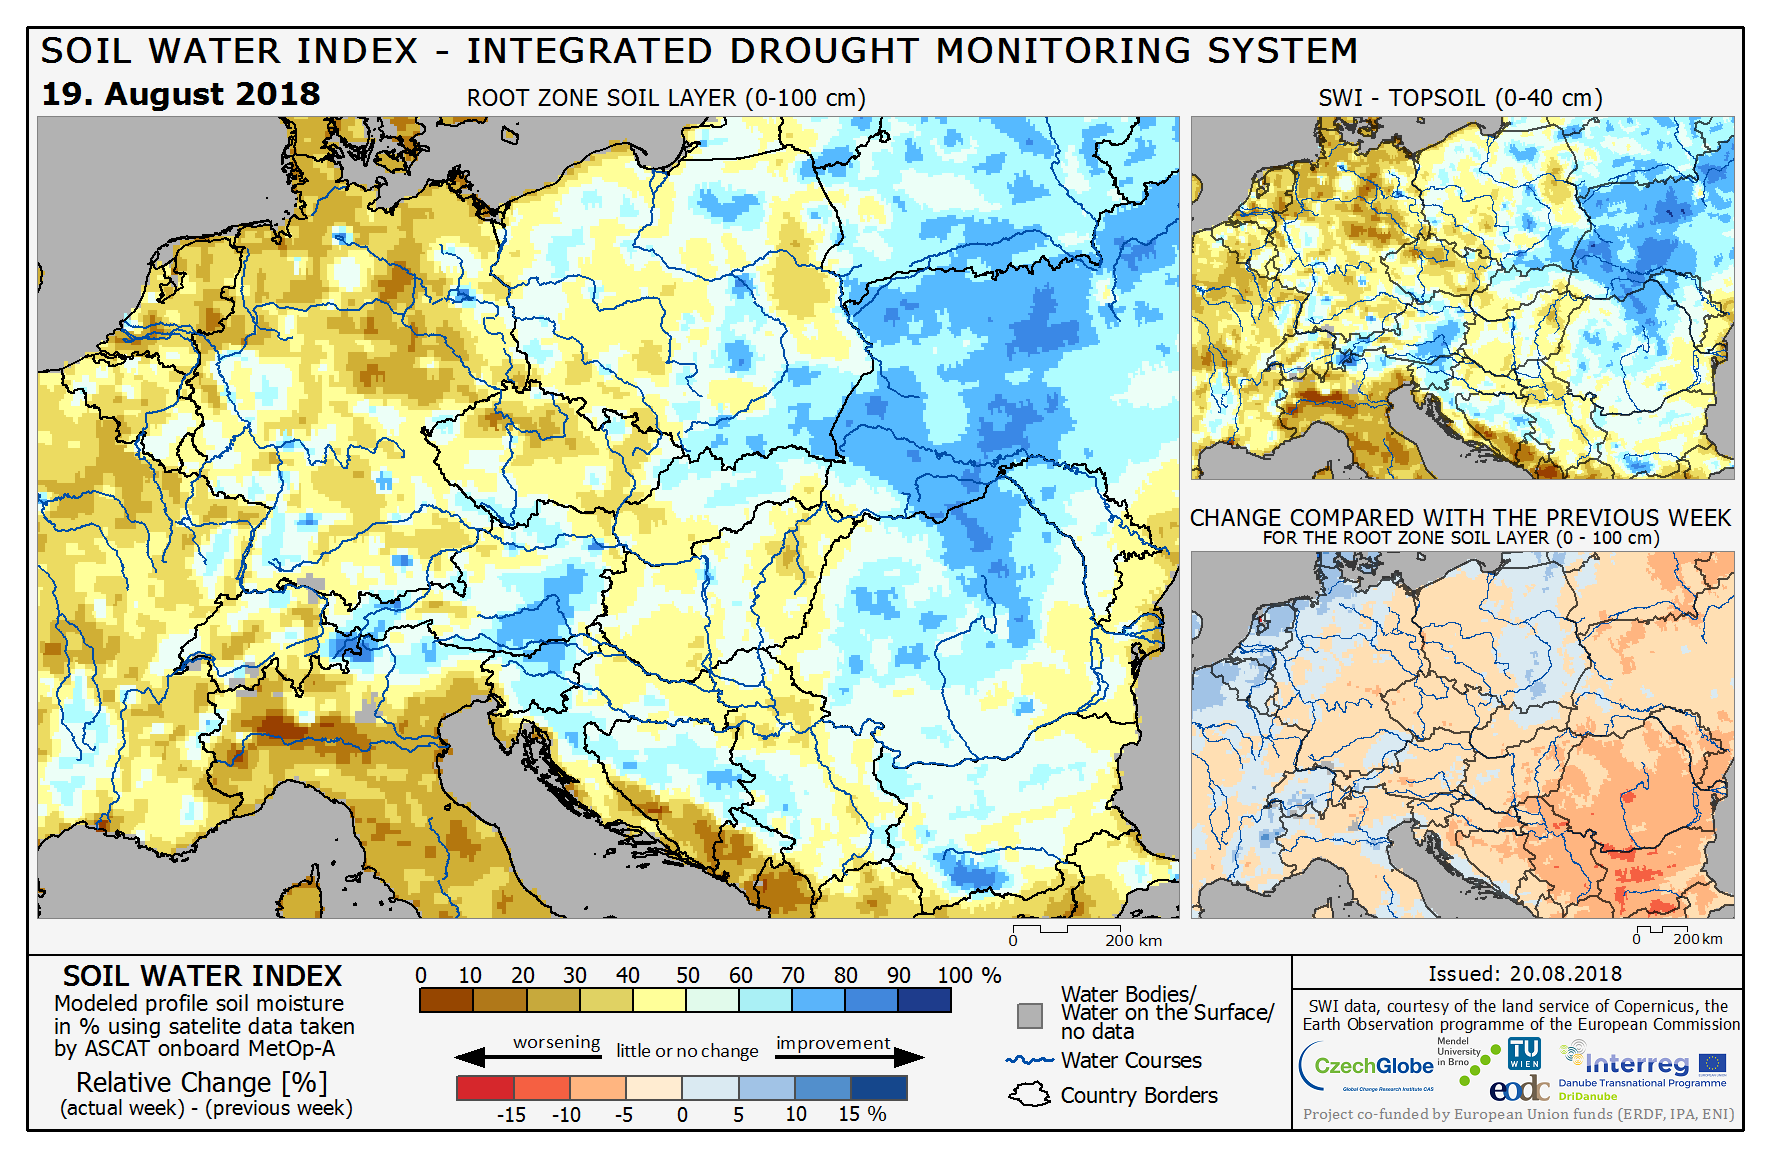 SOIL WATER INDEX - INTEGRATED DROUGHT MONITORING SYSTEM
19. August 2018
ROOT ZONE SOIL LAYER (0-100 cm)
SWI - TOPSOIL (0-40 cm)
CHANGE COMPARED WITH THE PREVIOUS WEEK
FOR THE ROOT ZONE SOIL LAYER (0 - 100 cm)
0 200 km
0 200 km
SOIL WATER INDEX
Modeled profile soil moisture
in % using satelite data taken
by ASCAT onboard MetOp-A
Relative Change [%]
(actual week) - (previous week)
0 10 20 30 40 50 60 70 80 90 100 %
worsening little or no change improvement
-15 -10 -5 0 5 10 15 %
Water Bodies/
Water on the Surface/
no data
Water Courses
Country Borders
Issued: 20.08.2018
SWI data, courtesy of the land service of Copernicus, the
Earth Observation programme of the European Commission
CzechGlobe
Global Change Research Institute CAS
Mendel
University
in Brno
TU
WIEN
eodc
Interreg
EUROPEAN UNION
Danube Transnational Programme
DriDanube
Project co-funded by European Union funds (ERDF, IPA, ENI)